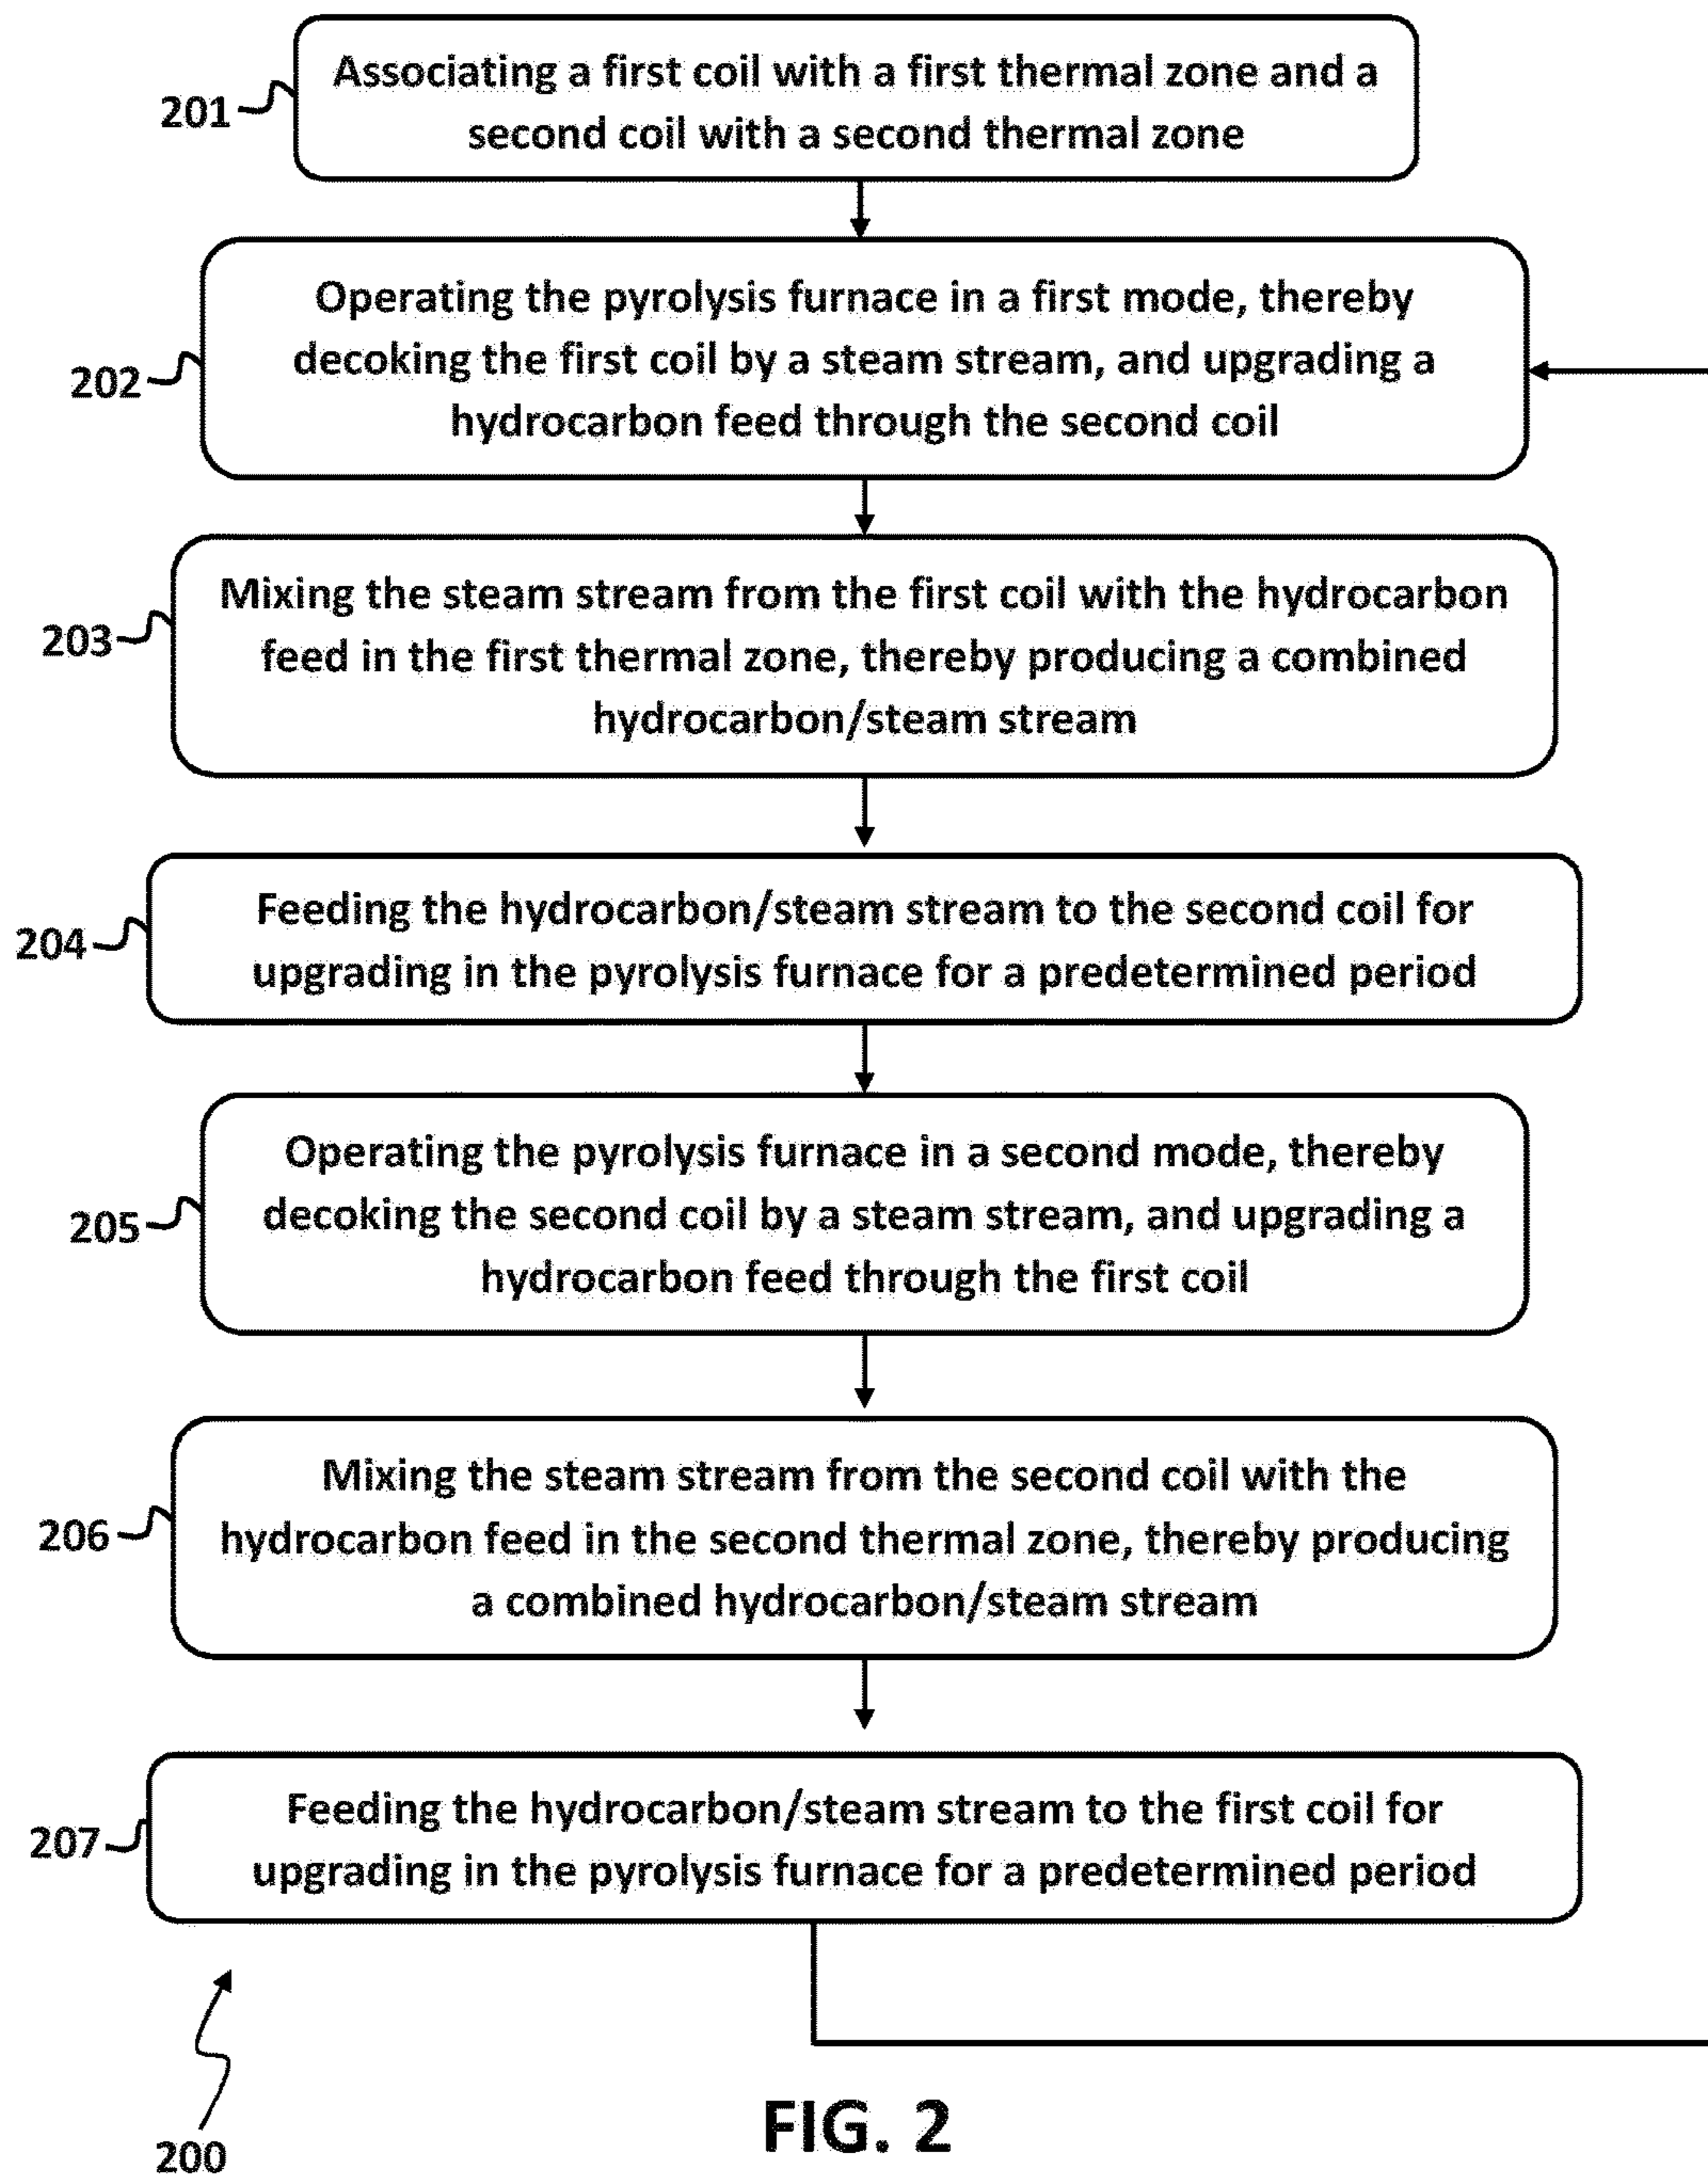 201
Associating a first coil with a first thermal zone and a
second coil with a second thermal zone
202
Operating the pyrolysis furnace in a first mode, thereby
decoking the first coil by a steam stream, and upgrading a
hydrocarbon feed through the second coil
203
Mixing the steam stream from the first coil with the hydrocarbon
feed in the first thermal zone, thereby producing a combined
hydrocarbon/steam stream
204
Feeding the hydrocarbon/steam stream to the second coil for
upgrading in the pyrolysis furnace for a predetermined period
205
Operating the pyrolysis furnace in a second mode, thereby
decoking the second coil by a steam stream, and upgrading a
hydrocarbon feed through the first coil
206
Mixing the steam stream from the second coil with the
hydrocarbon feed in the second thermal zone, thereby producing
a combined hydrocarbon/steam stream
207
Feeding the hydrocarbon/steam stream to the first coil for
upgrading in the pyrolysis furnace for a predetermined period
200
FIG. 2